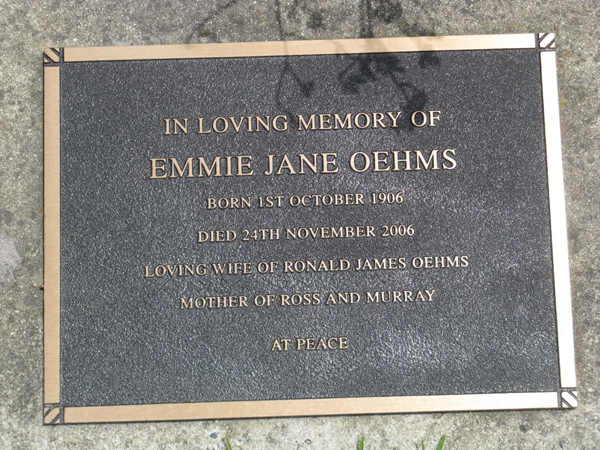 IN LOVING MEMORY OF
EMMIE JANE OEHMS
BORN 1ST OCTOBER 1906
DIED 24TH NOVEMBER 2006
LOVING WIFE OF RONALD JAMES OEHMS
MOTHER OF ROSS AND MURRAY
AT PEACE